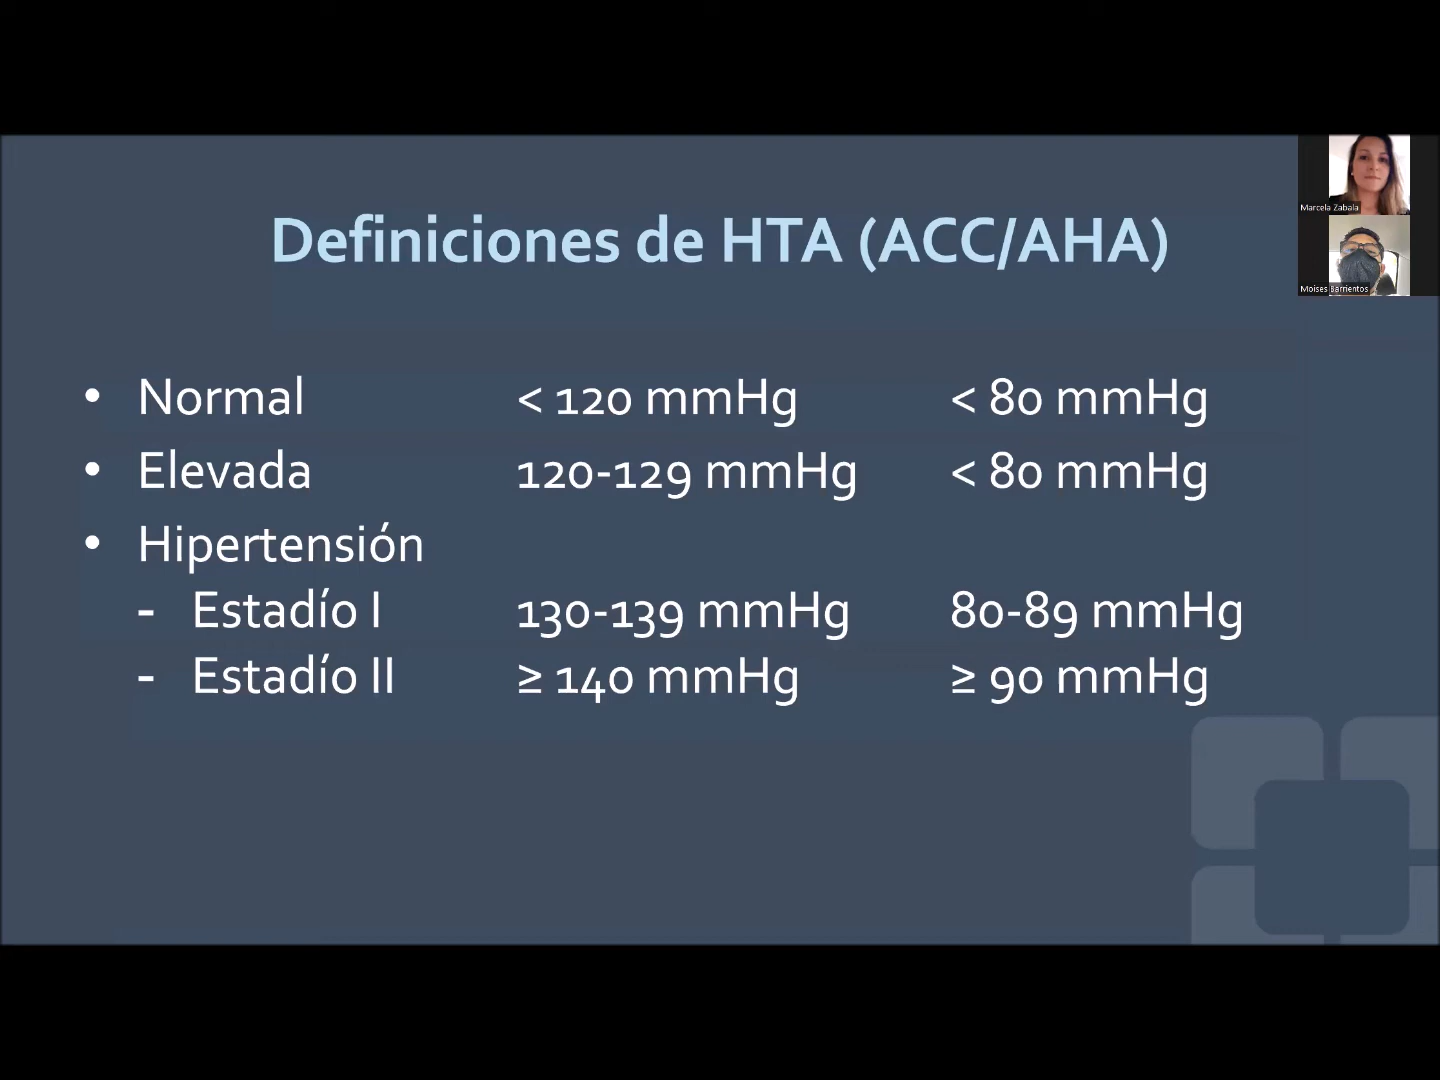 Definiciones de HTA (ACC/AHA)
Marcela Zabala
Moises Barrientos
• Normal < 120 mmHg < 80 mmHg
• Elevada 120-129 mmHg < 80 mmHg
• Hipertensión
- Estadío I 130-139 mmHg 80-89 mmHg
- Estadío II ≥ 140 mmHg ≥ 90 mmHg